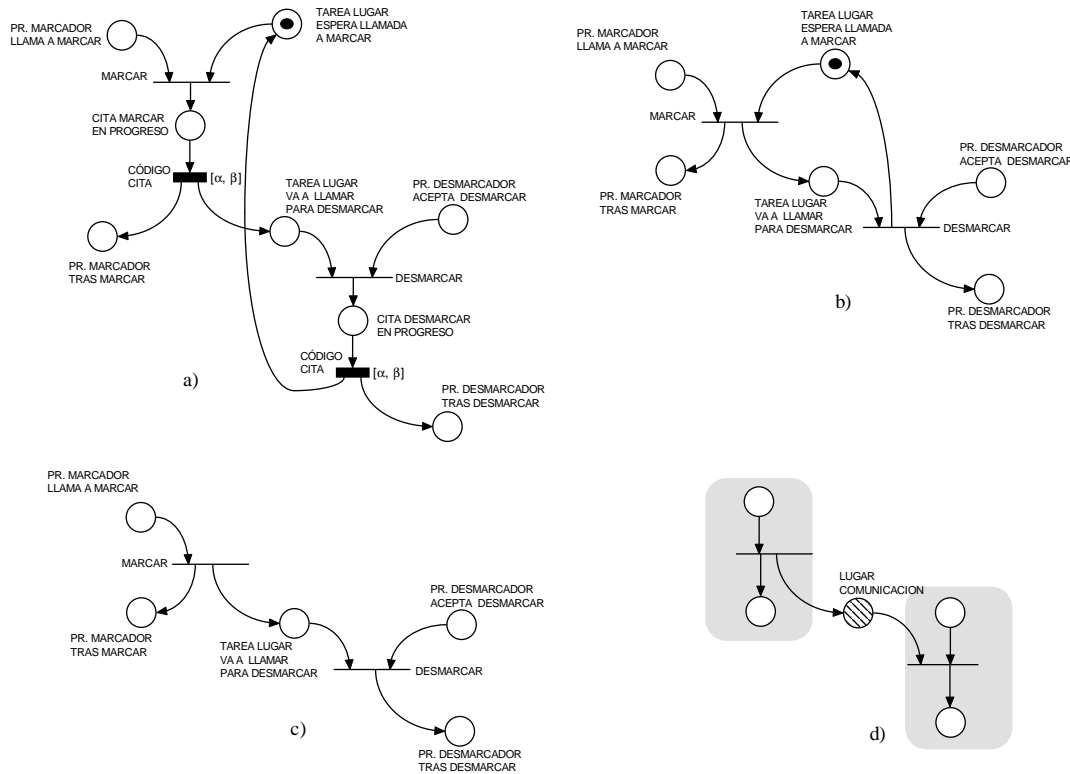 PR. MARCADOR
LLAMA A MARCAR
TAREA LUGAR
ESPERA LLAMADA
A MARCAR
MARCAR
CITA MARCAR
EN PROGRESO
CÓDIGO
CITA
[α, β]
TAREA LUGAR
VA A LLAMAR
PARA DESMARCAR
PR. DESMARCADOR
ACEPTA DESMARCAR
PR. MARCADOR
TRAS MARCAR
DESMARCAR
CITA DESMARCAR
EN PROGRESO
CÓDIGO
CITA
[α, β]
PR. DESMARCADOR
TRAS DESMARCAR
a)
TAREA LUGAR
ESPERA LLAMADA
A MARCAR
PR. MARCADOR
LLAMA A MARCAR
MARCAR
PR. DESMARCADOR
ACEPTA DESMARCAR
PR. MARCADOR
TRAS MARCAR
TAREA LUGAR
VA A LLAMAR
PARA DESMARCAR
DESMARCAR
PR. DESMARCADOR
TRAS DESMARCAR
b)
PR. MARCADOR
LLAMA A MARCAR
MARCAR
PR. DESMARCADOR
ACEPTA DESMARCAR
PR. MARCADOR
TRAS MARCAR
TAREA LUGAR
VA A LLAMAR
PARA DESMARCAR
DESMARCAR
PR. DESMARCADOR
TRAS DESMARCAR
c)
LUGAR
COMUNICACION
d)